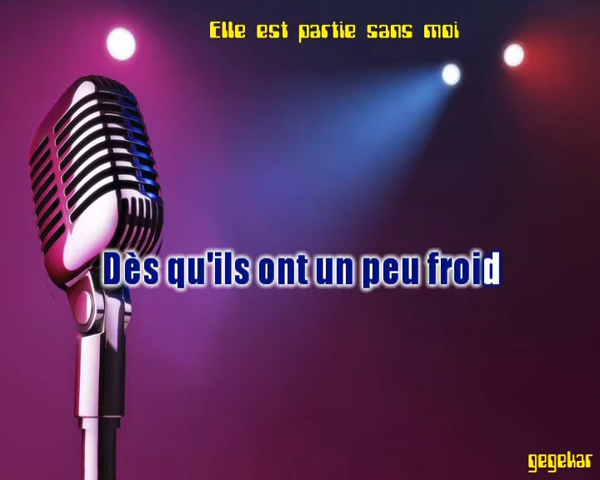 Elle est partie sans moi
Dès qu'ils ont un peu froid
gegekar